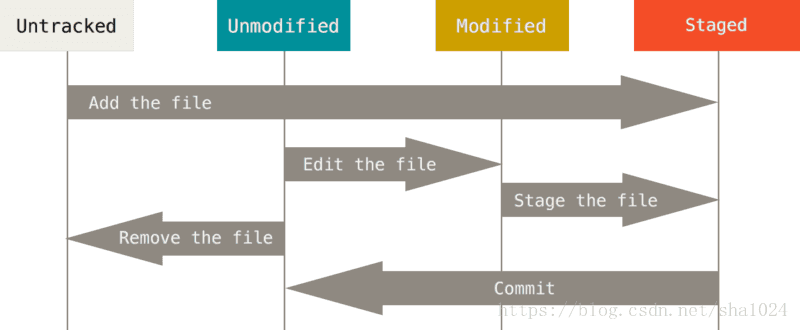 Untracked
Unmodified
Modified
Staged
Add the file
Edit the file
Stage the file
Remove the file
Commit
https://blog.csdn.net/sha1024